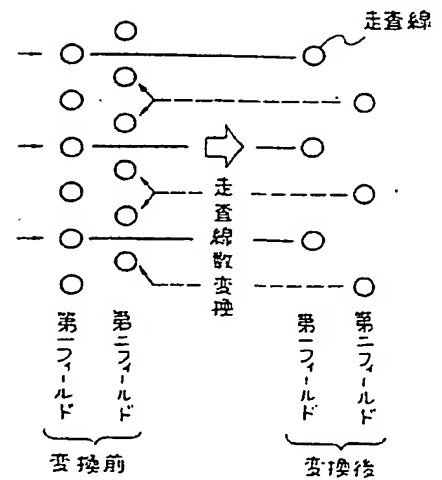 走査線
走査線数変換
第一フィールド
第二フィールド
第一フィールド
第二フィールド
変換前
変換後